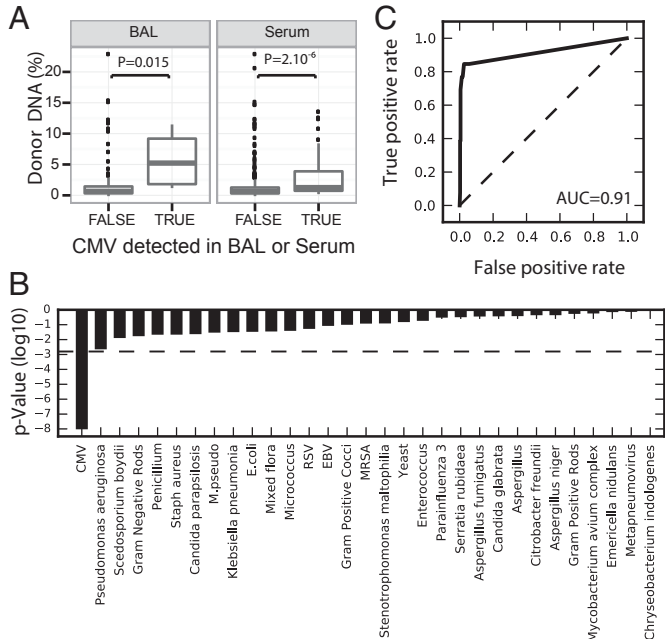 A
BAL
Serum
P=0.015
P=2.10-6
Donor DNA (%)
20
15
10
5
0
FALSE
TRUE
FALSE
TRUE
CMV detected in BAL or Serum
C
True positive rate
1.0
0.8
0.6
0.4
0.2
0.0
AUC=0.91
0.0
0.2
0.4
0.6
0.8
1.0
False positive rate
B
p-Value (log10)
0
−1
−2
−3
−4
−5
−6
−7
−8
CMV
Pseudomonas aeruginosa
Scedosporium boydii
Gram Negative Rods
Penicillium
Staph aureus
Candida parapsilosis
M.pseudo
Klebsiella pneumonia
E.coli
Mixed flora
Micrococcus
RSV
EBV
Gram Positive Cocci
MRSA
Stenotrophomonas maltophilia
Yeast
Enterococcus
Parainfluenza 3
Serratia rubidaea
Aspergillus fumigatus
Candida glabrata
Aspergillus
Citrobacter freundii
Aspergillus niger
Gram Positive Rods
Mycobacterium avium complex
Emericella nidulans
Metapneumovirus
Chryseobacterium indologenes